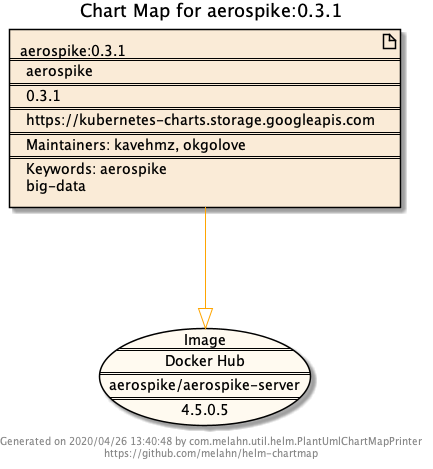 Chart Map for aerospike:0.3.1
aerospike:0.3.1
aerospike
0.3.1
https://kubernetes-charts.storage.googleapis.com
Maintainers: kavehmz, okgolove
Keywords: aerospike
big-data
Image
Docker Hub
aerospike/aerospike-server
4.5.0.5
Generated on 2020/04/26 13:40:48 by com.melahn.util.helm.PlantUmlChartMapPrinter
https://github.com/melahn/helm-chartmap